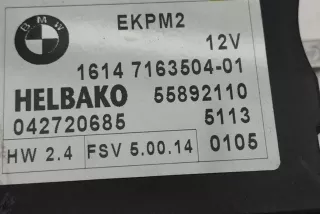 BMW EKPM2
12V
1614 7163504-01
HELBAKO 55892110
042720685 5113
HW 2.4 FSV 5.00.14 0105